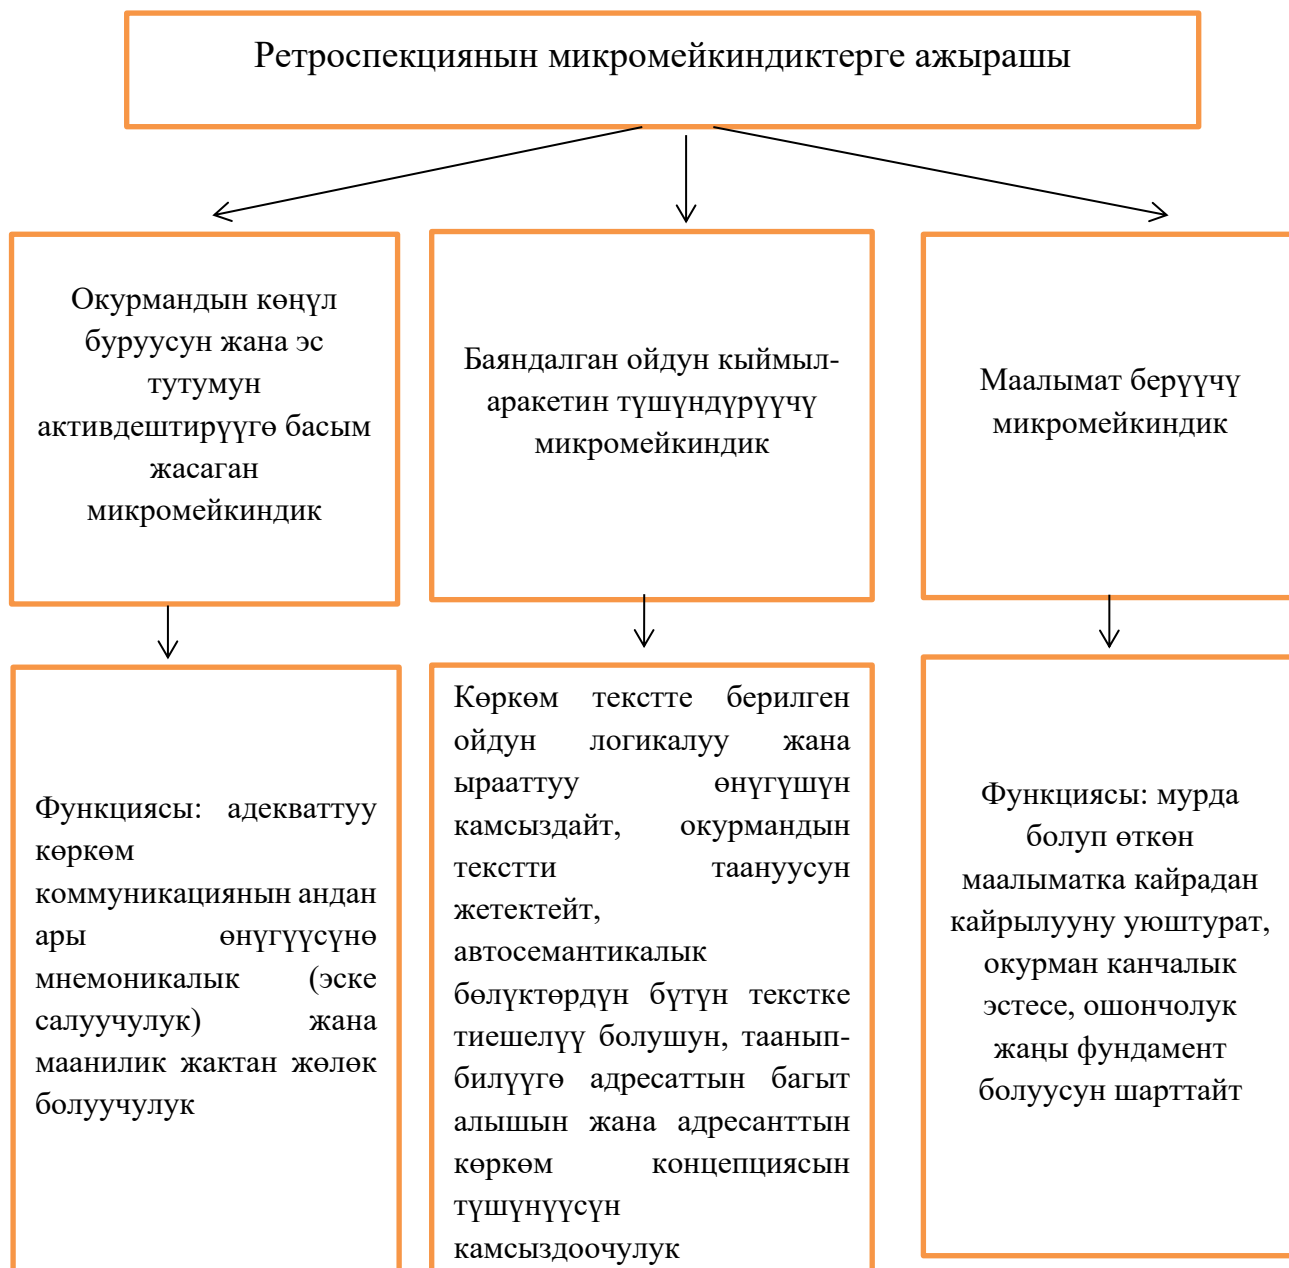 Ретроспекциянын микромейкиндиктерге ажырашы
Окурмандын көңүл
буруусун жана эс
тутумун
активдештирүүгө басым
жасаган
микромейкиндик
Баяндалган ойдун кыймыл-
аракетин түшүндүрүүчү
микромейкиндик
Маалымат берүүчү
микромейкиндик
Функциясы: адекваттуу
көркөм
коммуникациянын андан
ары өнүгүүсүнө
мнемоникалык (эске
салуучулук) жана
маанилик жактан жөлөк
болуучулук
Көркөм текстте берилген
ойдун логикалуу жана
ырааттуу өнүгүшүн
камсыздайт, окурмандын
текстти таануусун
жетектейт,
автосемантикалык
бөлүктөрдүн бүтүн текстке
тиешелүү болушун, таанып-
билүүгө адресаттын багыт
алышын жана адресанттын
көркөм концепциясын
түшүнүүсүн
камсыздоочулук
Функциясы: мурда
болуп өткөн
маалыматка кайрадан
кайрылууну уюштурат,
окурман канчалык
эстесе, ошончолук
жаңы фундамент
болуусун шарттайт